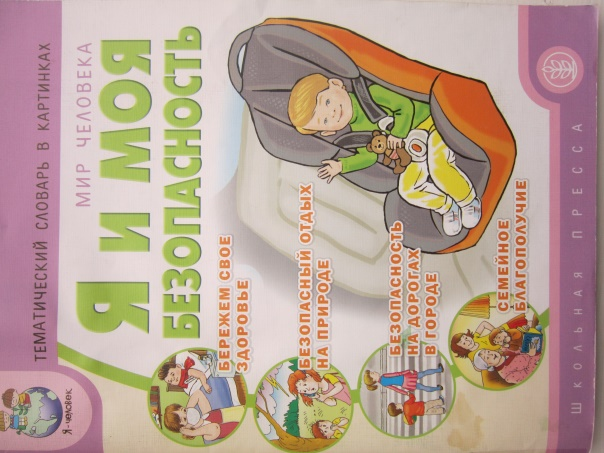 ТЕМАТИЧЕСКИЙ СЛОВАРЬ В КАРТИНКАХ
Я-человек
МИР ЧЕЛОВЕКА
Я И МОЯ
БЕЗОПАСНОСТЬ
БЕРЕЖЕМ СВОЕ
ЗДОРОВЬЕ
БЕЗОПАСНЫЙ ОТДЫХ
НА ПРИРОДЕ
БЕЗОПАСНОСТЬ
НА ДОРОГАХ
В ГОРОДЕ
СЕМЕЙНОЕ
БЛАГОПОЛУЧИЕ
ШКОЛЬНАЯ ПРЕССА